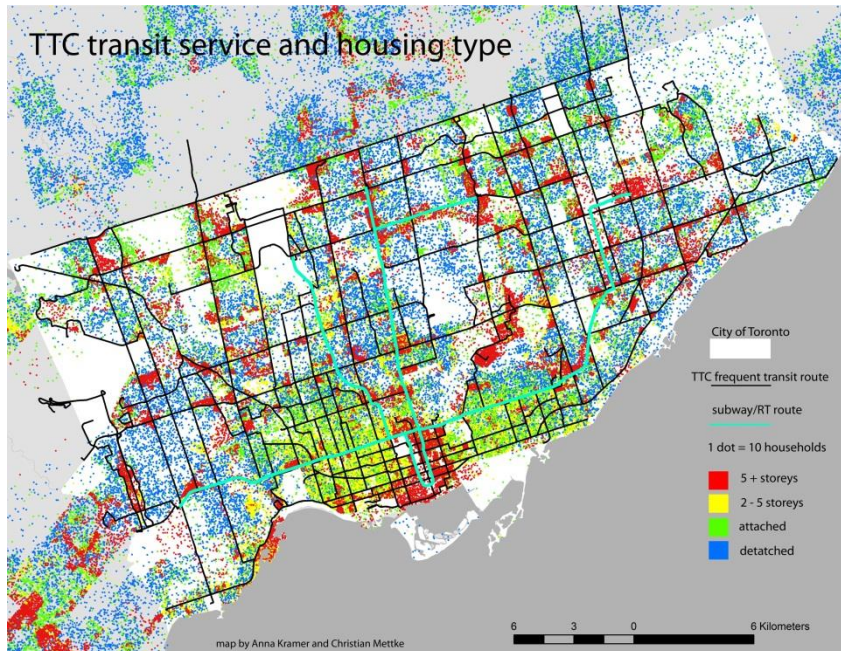 TTC transit service and housing type
City of Toronto
TTC frequent transit route
subway/RT route
1 dot = 10 households
5 + storeys
2 - 5 storeys
attached
detatched
6 3 0 6 Kilometers
map by Anna Kramer and Christian Mettke